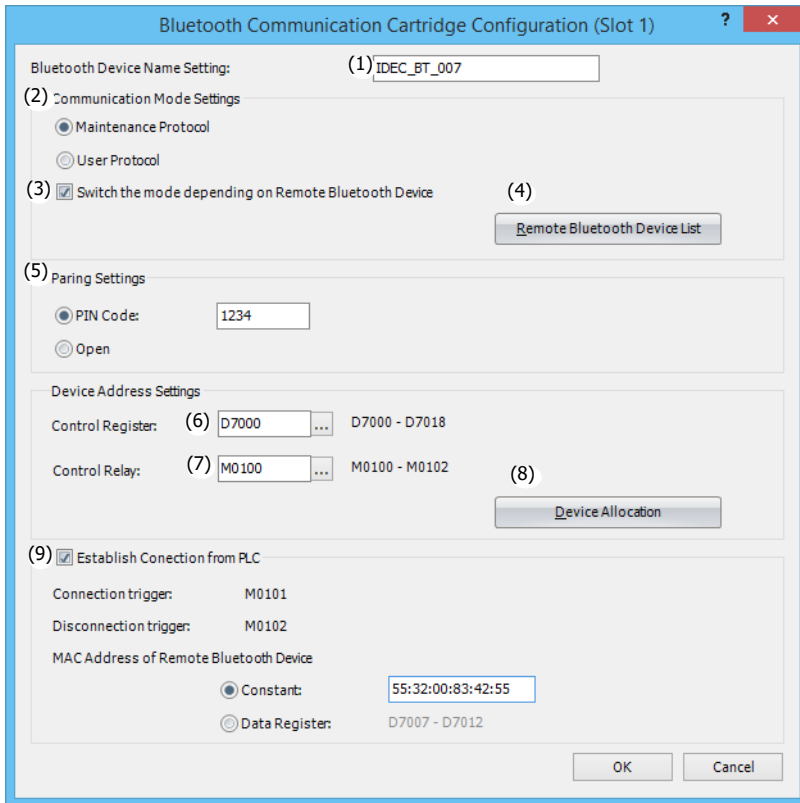 Bluetooth Communication Cartridge Configuration (Slot 1) ? ×
Bluetooth Device Name Setting: (1) IDEC_BT_007
(2) Communication Mode Settings
Maintenance Protocol
User Protocol
(3) Switch the mode depending on Remote Bluetooth Device
(4)
Remote Bluetooth Device List
(5) Paring Settings
PIN Code: 1234
Open
Device Address Settings
Control Register: (6) D7000 ... D7000 - D7018
Control Relay: (7) M0100 ... M0100 - M0102
(8)
Device Allocation
(9) Establish Conection from PLC
Connection trigger: M0101
Disconnection trigger: M0102
MAC Address of Remote Bluetooth Device
Constant: 55:32:00:83:42:55
Data Register: D7007 - D7012
OK Cancel